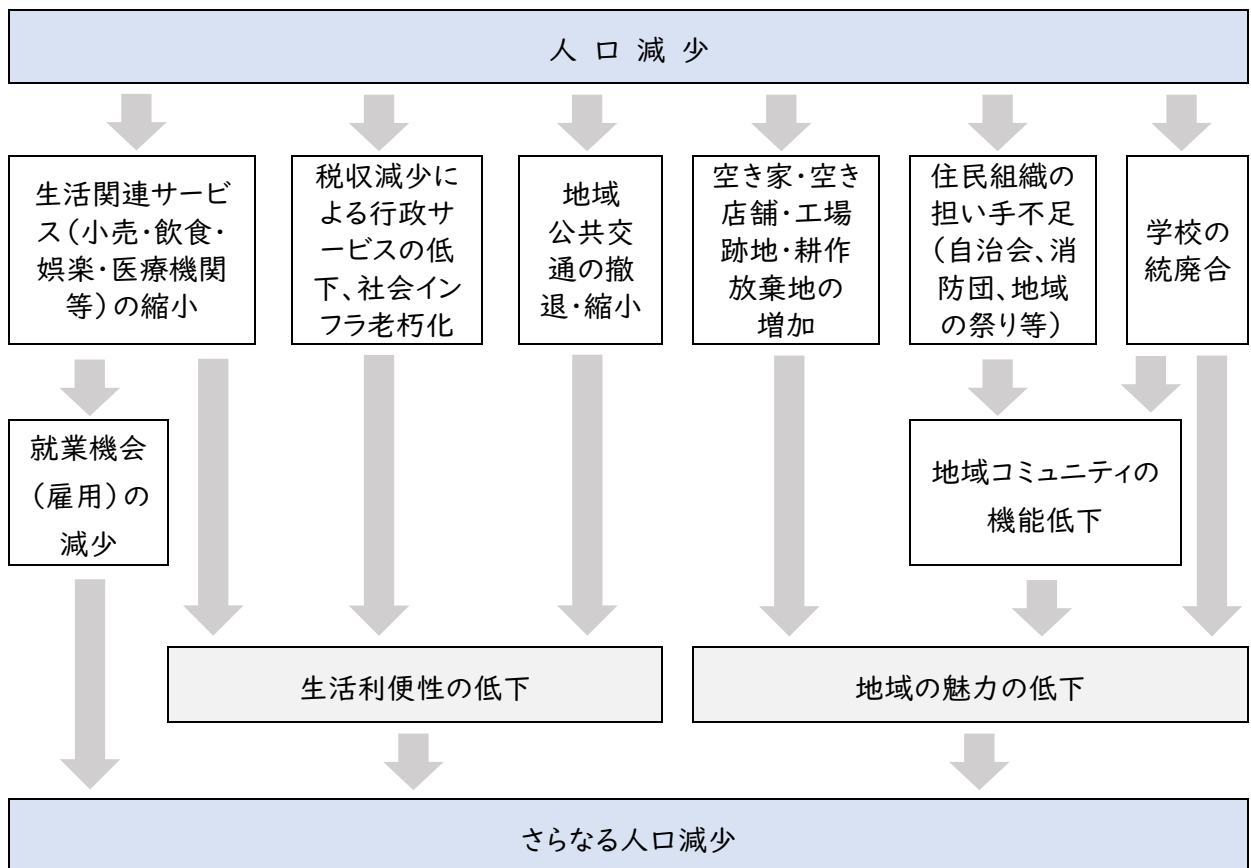 人口減少
生活関連サービ
ス(小売・飲食・
娯楽・医療機関
等)の縮小
税収減少に
よる行政サ
ービスの低
下、社会イン
フラ老朽化
地域
公共交
通の撤
退・縮小
空き家・空き
店舗・工場
跡地・耕作
放棄地の
増加
住民組織の
担い手不足
(自治会、消
防団、地域
の祭り等)
学校の
統廃合
就業機会
(雇用)の
減少
地域コミュニティの
機能低下
生活利便性の低下
地域の魅力の低下
さらなる人口減少